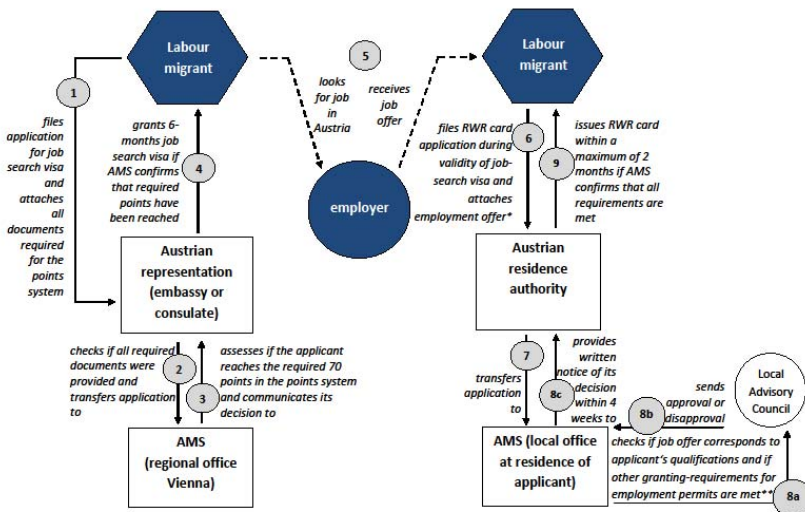 Labour
migrant
1
files
application
for job
search visa
and
attaches
all
documents
required
for the
points
system
grants 6-
months job
search visa if
AMS confirms
that required
points have
been reached
4
Austrian
representation
(embassy or
consulate)
checks if all required
documents were
provided and
transfers application
to
2
3
assesses if the applicant
reaches the required 70
points in the points system
and communicates its
decision to
AMS
(regional office
Vienna)
5
looks
for job
in
Austria
receives
job
offer
employer
Labour
migrant
files RWR card
application during
validity of job-
search visa and
attaches
employment offer*
6
9
issues RWR card
within a
maximum of 2
months if AMS
confirms that all
requirements are
met
Austrian
residence
authority
7
transfers
application
to
8c
provides
written
notice of its
decision
within 4
weeks to
AMS (local office
at residence of
applicant)
8b
sends
approval or
disapproval
Local
Advisory
Council
checks if job offer corresponds to
applicant's qualifications and if
other granting-requirements for
employment permits are met**
8a